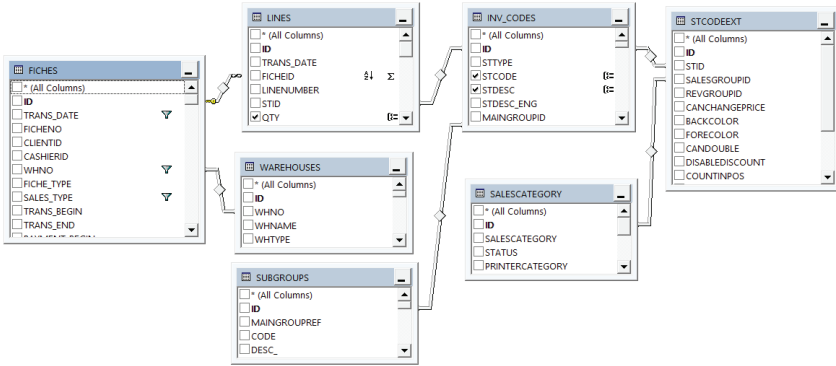 FICHES
* (All Columns)
ID
TRANS_DATE
FICHENO
CLIENTID
CASHIERID
WHNO
FICHE_TYPE
SALES_TYPE
TRANS_BEGIN
TRANS_END
LINES
* (All Columns)
ID
TRANS_DATE
FICHEID
LINENUMBER
STID
QTY
WAREHOUSES
* (All Columns)
ID
WHNO
WHNAME
WHTYPE
SUBGROUPS
* (All Columns)
ID
MAINGROUPREF
CODE
DESC_
INV_CODES
* (All Columns)
ID
STTYPE
STCODE
STDESC
STDESC_ENG
MAINGROUPID
SALESCATEGORY
* (All Columns)
ID
SALESCATEGORY
STATUS
PRINTERCATEGORY
STCODEEXT
* (All Columns)
ID
STID
SALESGROUPID
REVGROUPID
CANCHANGEPRICE
BACKCOLOR
FORECOLOR
CANDOUBLE
DISABLEDISCOUNT
COUNTINPOS